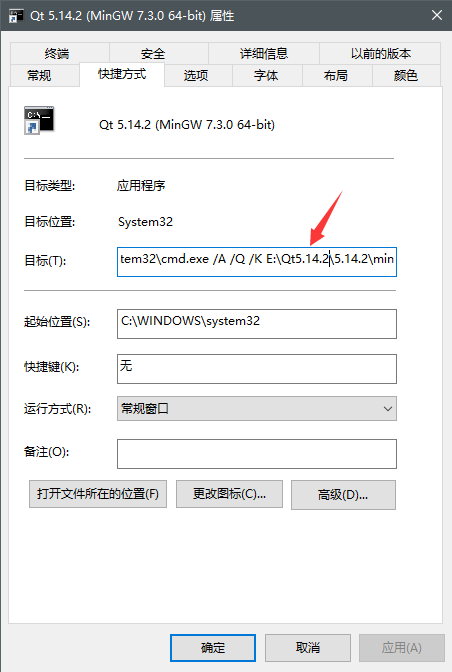 Qt 5.14.2 (MinGW 7.3.0 64-bit) 属性
终端 安全 详细信息 以前的版本
常规 快捷方式 选项 字体 布局 颜色
Qt 5.14.2 (MinGW 7.3.0 64-bit)
目标类型: 应用程序
目标位置: System32
目标(T): tem32\cmd.exe /A /Q /K E:\Qt5.14.2\5.14.2\min
起始位置(S): C:\WINDOWS\system32
快捷键(K): 无
运行方式(R): 常规窗口
备注(O):
打开文件所在的位置(F) 更改图标(C)... 高级(D)...
确定 取消 应用(A)